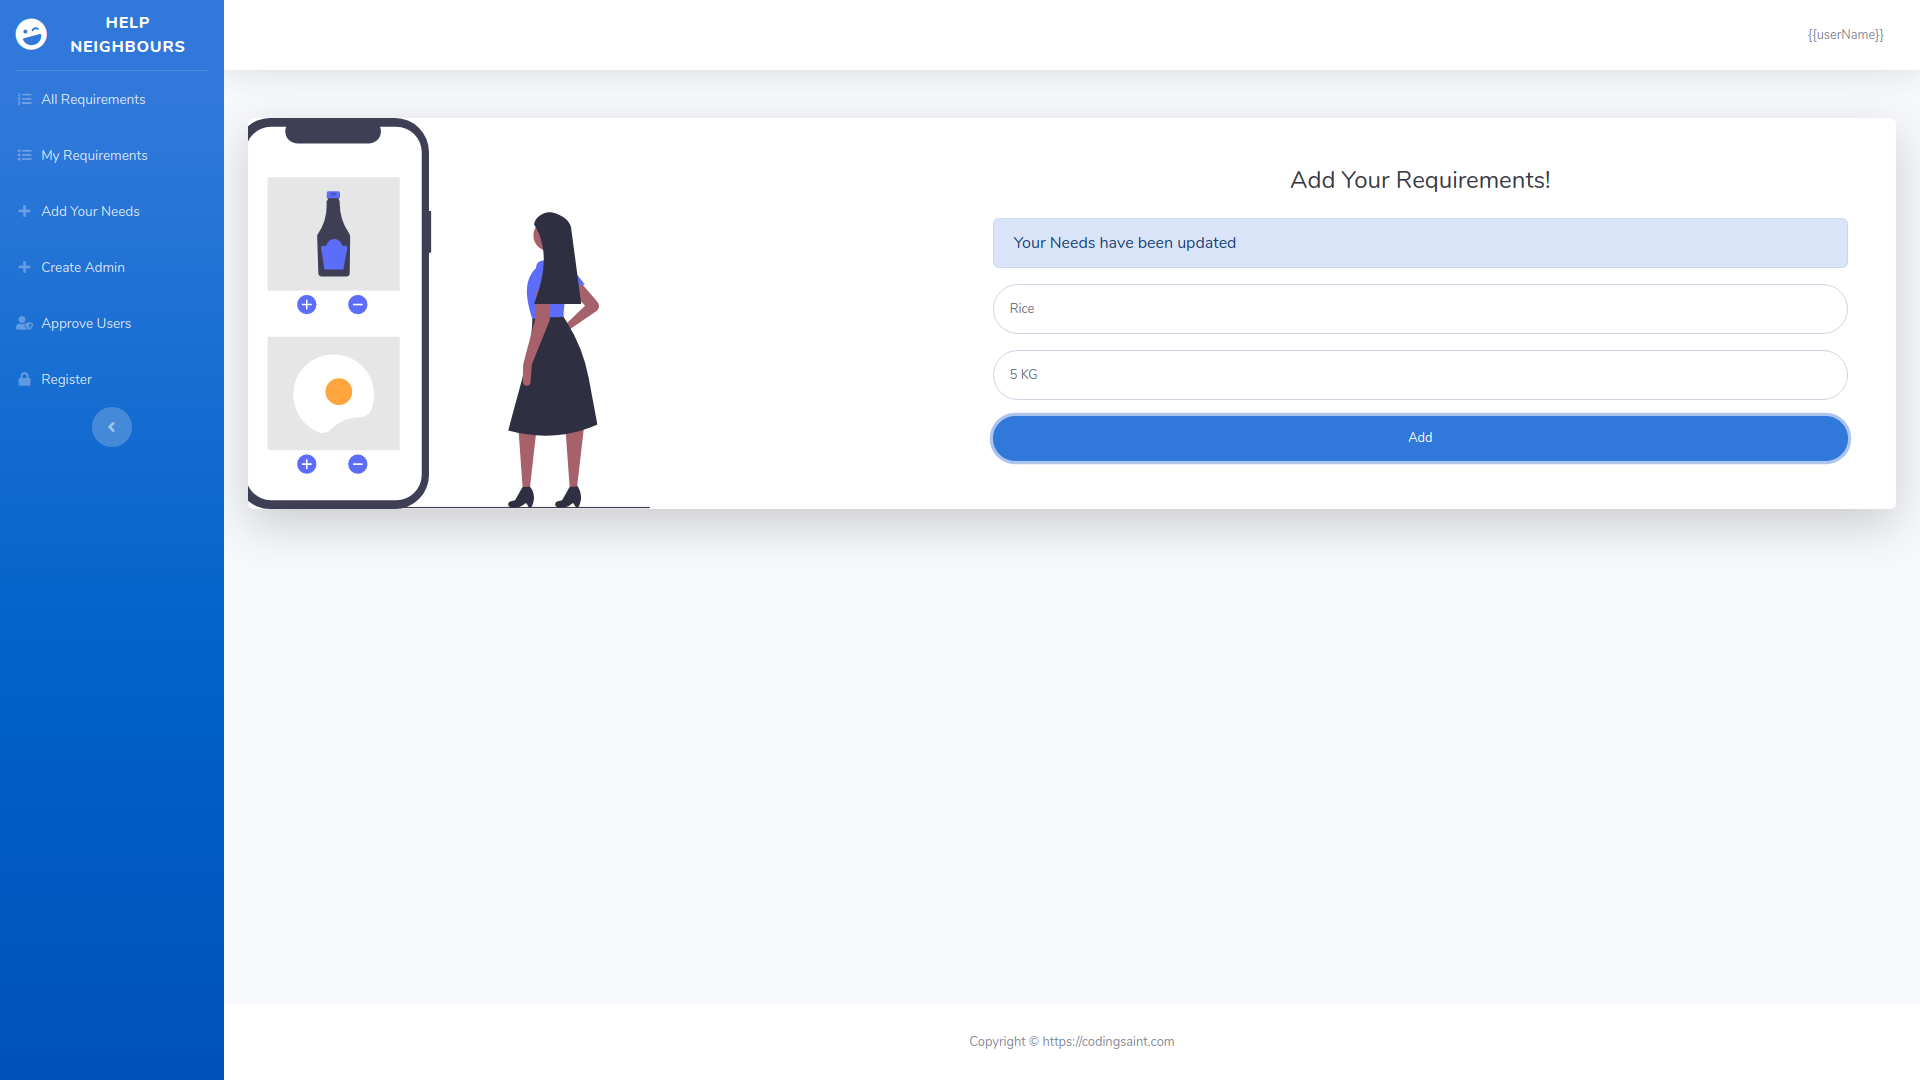 HELP
NEIGHBOURS
{{userName}}
All Requirements
My Requirements
Add Your Needs
Create Admin
Approve Users
Register
Add Your Requirements!
Your Needs have been updated
Rice
5 KG
Add
Copyright © https://codingsaint.com